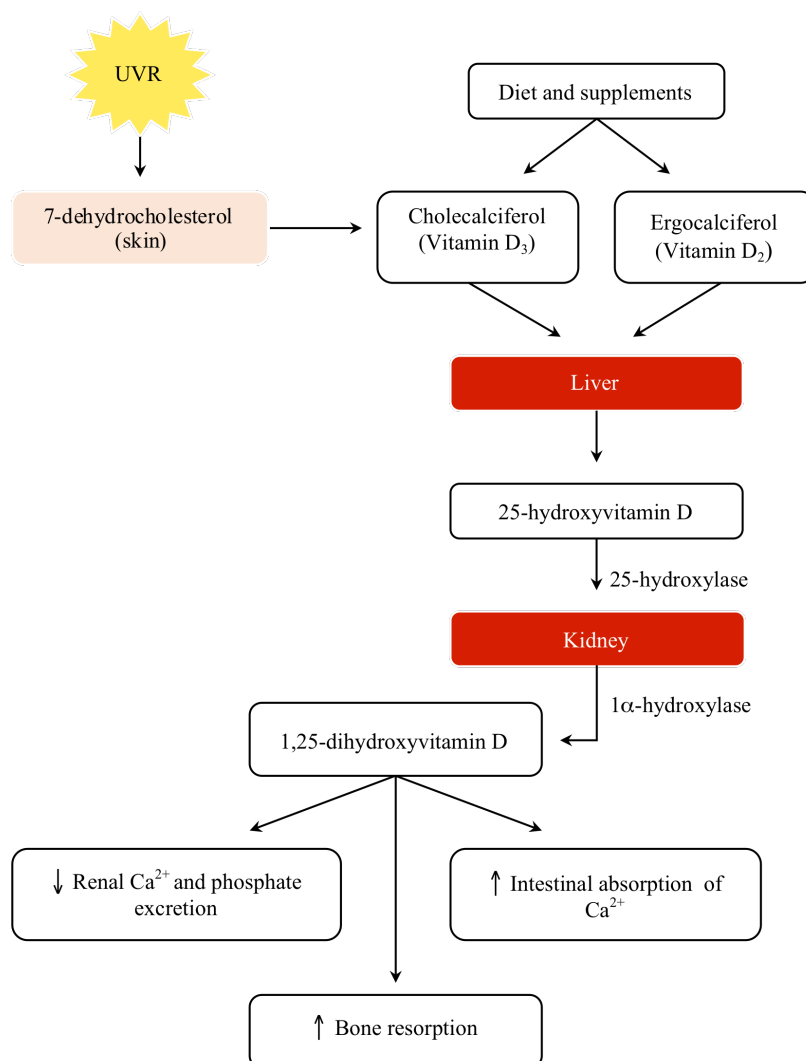 UVR
Diet and supplements
7-dehydrocholesterol
(skin)
Cholecalciferol
(Vitamin D₃)
Ergocalciferol
(Vitamin D₂)
Liver
25-hydroxyvitamin D
25-hydroxylase
Kidney
1α-hydroxylase
1,25-dihydroxyvitamin D
↓ Renal Ca²⁺ and phosphate
excretion
↑ Intestinal absorption of
Ca²⁺
↑ Bone resorption